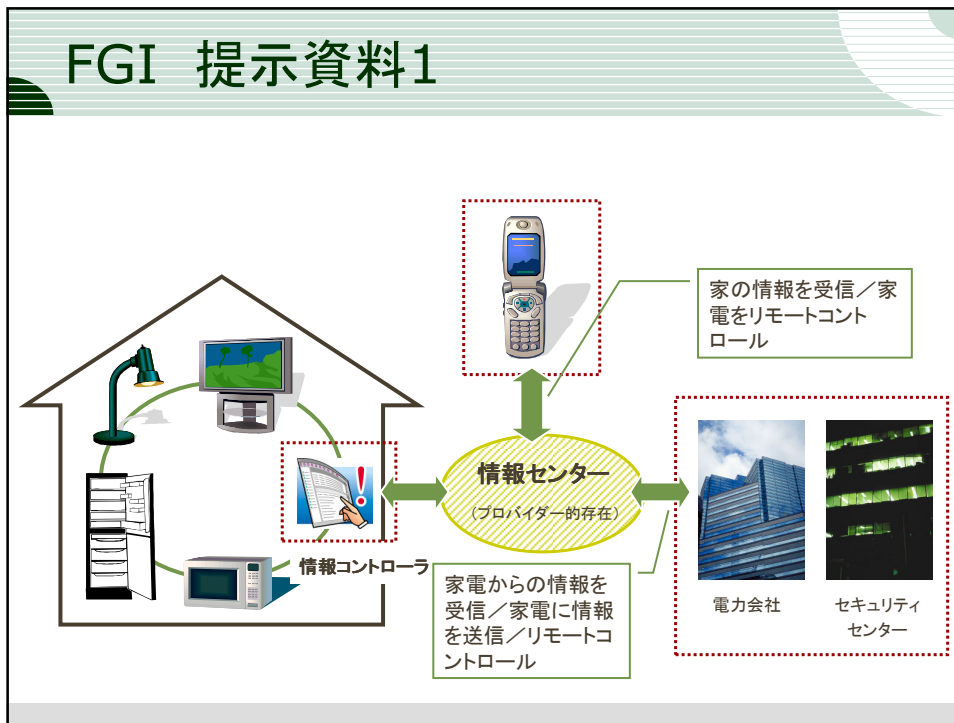 FGI 提示資料1
家の情報を受信／家
電をリモートコント
ロール
情報センター
（プロバイダー的存在）
情報コントローラ
家電からの情報を
受信／家電に情報
を送信／リモートコ
ントロール
電力会社
セキュリティ
センター